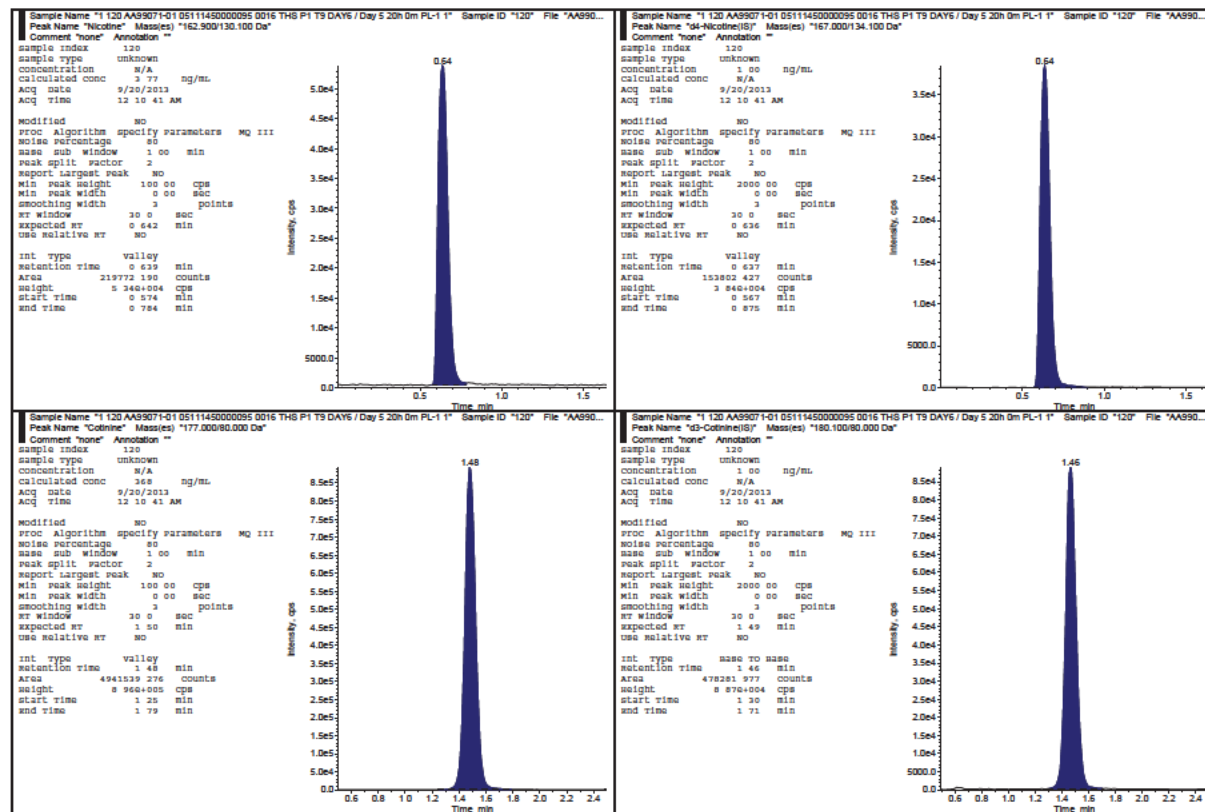 Sample Name "1 120 AA99071-01 05111450000095 0016 THS P1 T9 DAY6 / Day 5 20h 0m PL-1 1" Sample ID "120" File "AA990...
Peak Name "Nicotine" Mass(es) "162.900/130.100 Da"
Comment "none" Annotation ""
Sample Index 120
Sample Type Unknown
Concentration N/A
Calculated Conc 3 77 ng/mL
Acq Date 9/20/2013
Acq Time 12 10 41 AM
Modified No
Proc Algorithm Specify Parameters MQ III
Noise Percentage 80
Base Sub Window 1 00 min
Peak Split Factor 2
Report Largest Peak No
Min Peak Height 100 00 cps
Min Peak Width 0 00 sec
Smoothing Width 3 points
RT Window 30 0 sec
Expected RT 0 642 min
Use Relative RT No
Int Type Valley
Retention Time 0 639 min
Area 219772 190 counts
Height 5 34e+004 cps
Start Time 0 574 min
End Time 0 784 min
0.64
Intensity, cps
5.0e4
4.5e4
4.0e4
3.5e4
3.0e4
2.5e4
2.0e4
1.5e4
1.0e4
5000.0
0.0
0.5 1.0 1.5
Time, min
Sample Name "1 120 AA99071-01 05111450000095 0016 THS P1 T9 DAY6 / Day 5 20h 0m PL-1 1" Sample ID "120" File "AA990...
Peak Name "d4-Nicotine(IS)" Mass(es) "167.000/134.100 Da"
Comment "none" Annotation ""
Sample Index 120
Sample Type Unknown
Concentration 1 00 ng/mL
Calculated Conc N/A
Acq Date 9/20/2013
Acq Time 12 10 41 AM
Modified No
Proc Algorithm Specify Parameters MQ III
Noise Percentage 80
Base Sub Window 1 00 min
Peak Split Factor 2
Report Largest Peak No
Min Peak Height 2000 00 cps
Min Peak Width 0 00 sec
Smoothing Width 3 points
RT Window 30 0 sec
Expected RT 0 636 min
Use Relative RT No
Int Type Valley
Retention Time 0 637 min
Area 153802 427 counts
Height 3 84e+004 cps
Start Time 0 567 min
End Time 0 875 min
0.64
Intensity, cps
3.5e4
3.0e4
2.5e4
2.0e4
1.5e4
1.0e4
5000.0
0.0
0.5 1.0 1.5
Time, min
Sample Name "1 120 AA99071-01 05111450000095 0016 THS P1 T9 DAY6 / Day 5 20h 0m PL-1 1" Sample ID "120" File "AA990...
Peak Name "Cotinine" Mass(es) "177.000/80.000 Da"
Comment "none" Annotation ""
Sample Index 120
Sample Type Unknown
Concentration N/A
Calculated Conc 368 ng/mL
Acq Date 9/20/2013
Acq Time 12 10 41 AM
Modified No
Proc Algorithm Specify Parameters MQ III
Noise Percentage 80
Base Sub Window 1 00 min
Peak Split Factor 2
Report Largest Peak No
Min Peak Height 100 00 cps
Min Peak Width 0 00 sec
Smoothing Width 3 points
RT Window 30 0 sec
Expected RT 1 50 min
Use Relative RT No
Int Type Valley
Retention Time 1 48 min
Area 4941539 276 counts
Height 8 96e+005 cps
Start Time 1 25 min
End Time 1 79 min
1.48
Intensity, cps
8.5e5
8.0e5
7.5e5
7.0e5
6.5e5
6.0e5
5.5e5
5.0e5
4.5e5
4.0e5
3.5e5
3.0e5
2.5e5
2.0e5
1.5e5
1.0e5
5.0e4
0.0
0.6 0.8 1.0 1.2 1.4 1.6 1.8 2.0 2.2 2.4
Time, min
Sample Name "1 120 AA99071-01 05111450000095 0016 THS P1 T9 DAY6 / Day 5 20h 0m PL-1 1" Sample ID "120" File "AA990...
Peak Name "d3-Cotinine(IS)" Mass(es) "180.100/80.000 Da"
Comment "none" Annotation ""
Sample Index 120
Sample Type Unknown
Concentration 1 00 ng/mL
Calculated Conc N/A
Acq Date 9/20/2013
Acq Time 12 10 41 AM
Modified No
Proc Algorithm Specify Parameters MQ III
Noise Percentage 80
Base Sub Window 1 00 min
Peak Split Factor 2
Report Largest Peak No
Min Peak Height 2000 00 cps
Min Peak Width 0 00 sec
Smoothing Width 3 points
RT Window 30 0 sec
Expected RT 1 49 min
Use Relative RT No
Int Type Base To Base
Retention Time 1 46 min
Area 478281 977 counts
Height 8 87e+004 cps
Start Time 1 30 min
End Time 1 71 min
1.46
Intensity, cps
8.5e4
8.0e4
7.5e4
7.0e4
6.5e4
6.0e4
5.5e4
5.0e4
4.5e4
4.0e4
3.5e4
3.0e4
2.5e4
2.0e4
1.5e4
1.0e4
5000.0
0.0
0.6 0.8 1.0 1.2 1.4 1.6 1.8 2.0 2.2 2.4
Time, min